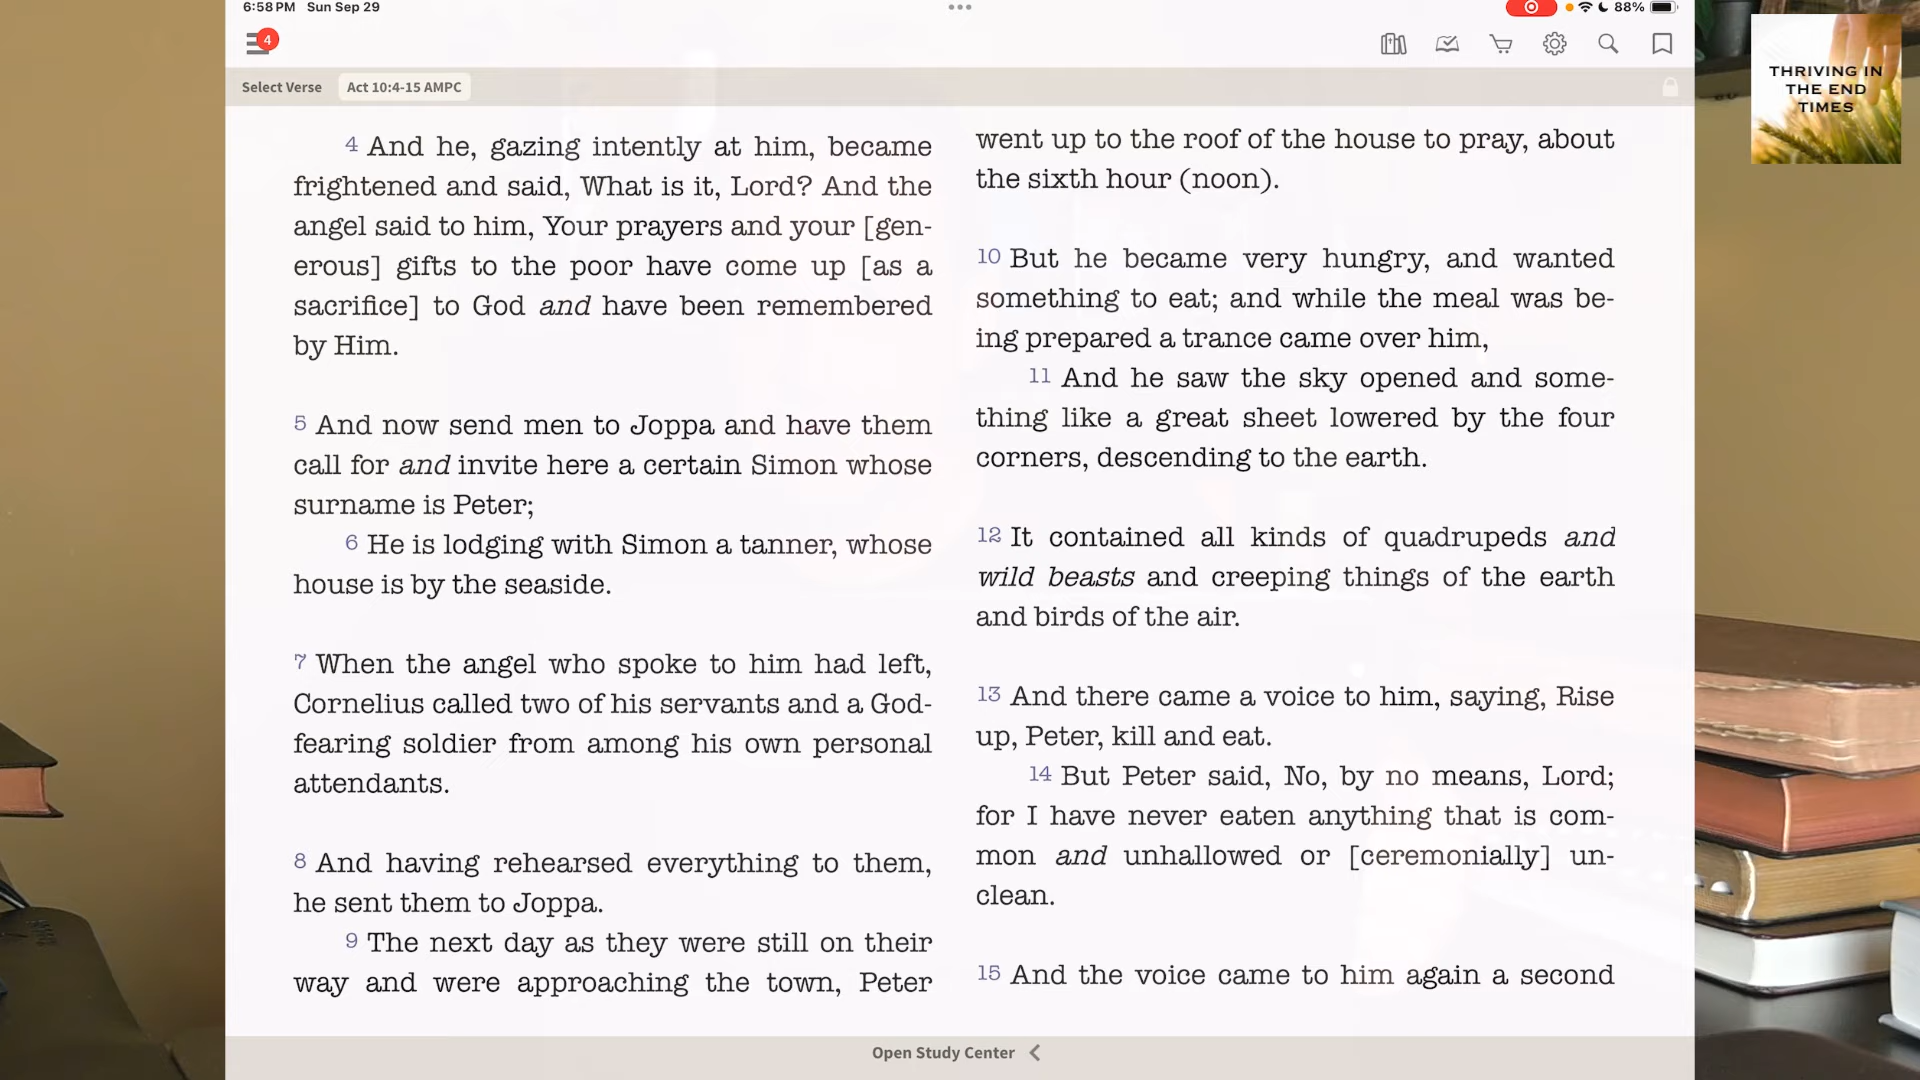 6:58 PM Sun Sep 29
88%
4
Select Verse
Act 10:4-15 AMPC
THRIVING IN
THE END
TIMES
4 And he, gazing intently at him, became
frightened and said, What is it, Lord? And the
angel said to him, Your prayers and your [gen-
erous] gifts to the poor have come up [as a
sacrifice] to God and have been remembered
by Him.
5 And now send men to Joppa and have them
call for and invite here a certain Simon whose
surname is Peter;
6 He is lodging with Simon a tanner, whose
house is by the seaside.
7 When the angel who spoke to him had left,
Cornelius called two of his servants and a God-
fearing soldier from among his own personal
attendants.
8 And having rehearsed everything to them,
he sent them to Joppa.
9 The next day as they were still on their
way and were approaching the town, Peter
went up to the roof of the house to pray, about
the sixth hour (noon).
10 But he became very hungry, and wanted
something to eat; and while the meal was be-
ing prepared a trance came over him,
11 And he saw the sky opened and some-
thing like a great sheet lowered by the four
corners, descending to the earth.
12 It contained all kinds of quadrupeds and
wild beasts and creeping things of the earth
and birds of the air.
13 And there came a voice to him, saying, Rise
up, Peter, kill and eat.
14 But Peter said, No, by no means, Lord;
for I have never eaten anything that is com-
mon and unhallowed or [ceremonially] un-
clean.
15 And the voice came to him again a second
Open Study Center